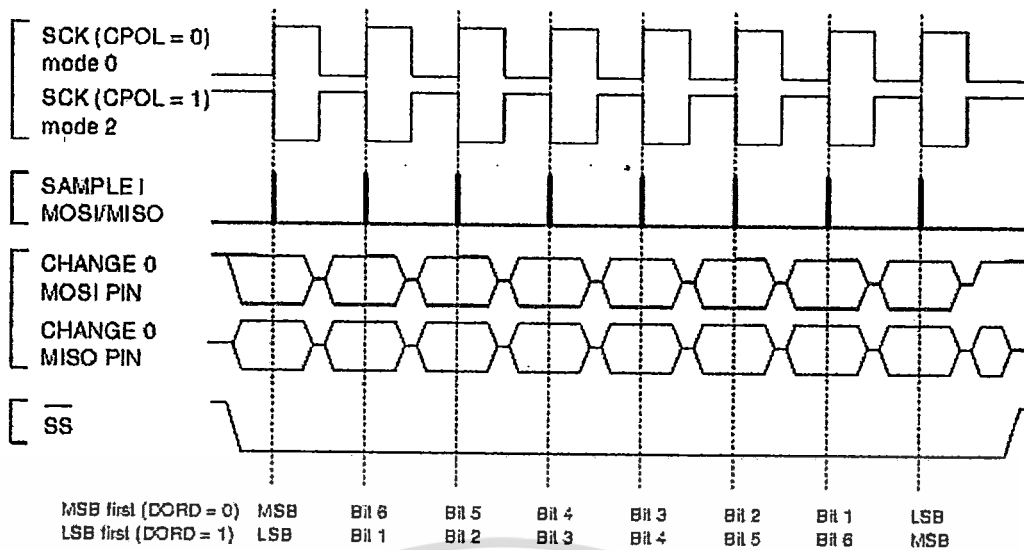 SCK (CPOL = 0)
mode 0
SCK (CPOL = 1)
mode 2
SAMPLE I
MOSI/MISO
CHANGE 0
MOSI PIN
CHANGE 0
MISO PIN
SS
MSB first (DORD = 0) MSB Bit 6 Bit 5 Bit 4 Bit 3 Bit 2 Bit 1 LSB
LSB first (DORD = 1) LSB Bit 1 Bit 2 Bit 3 Bit 4 Bit 5 Bit 6 MSB